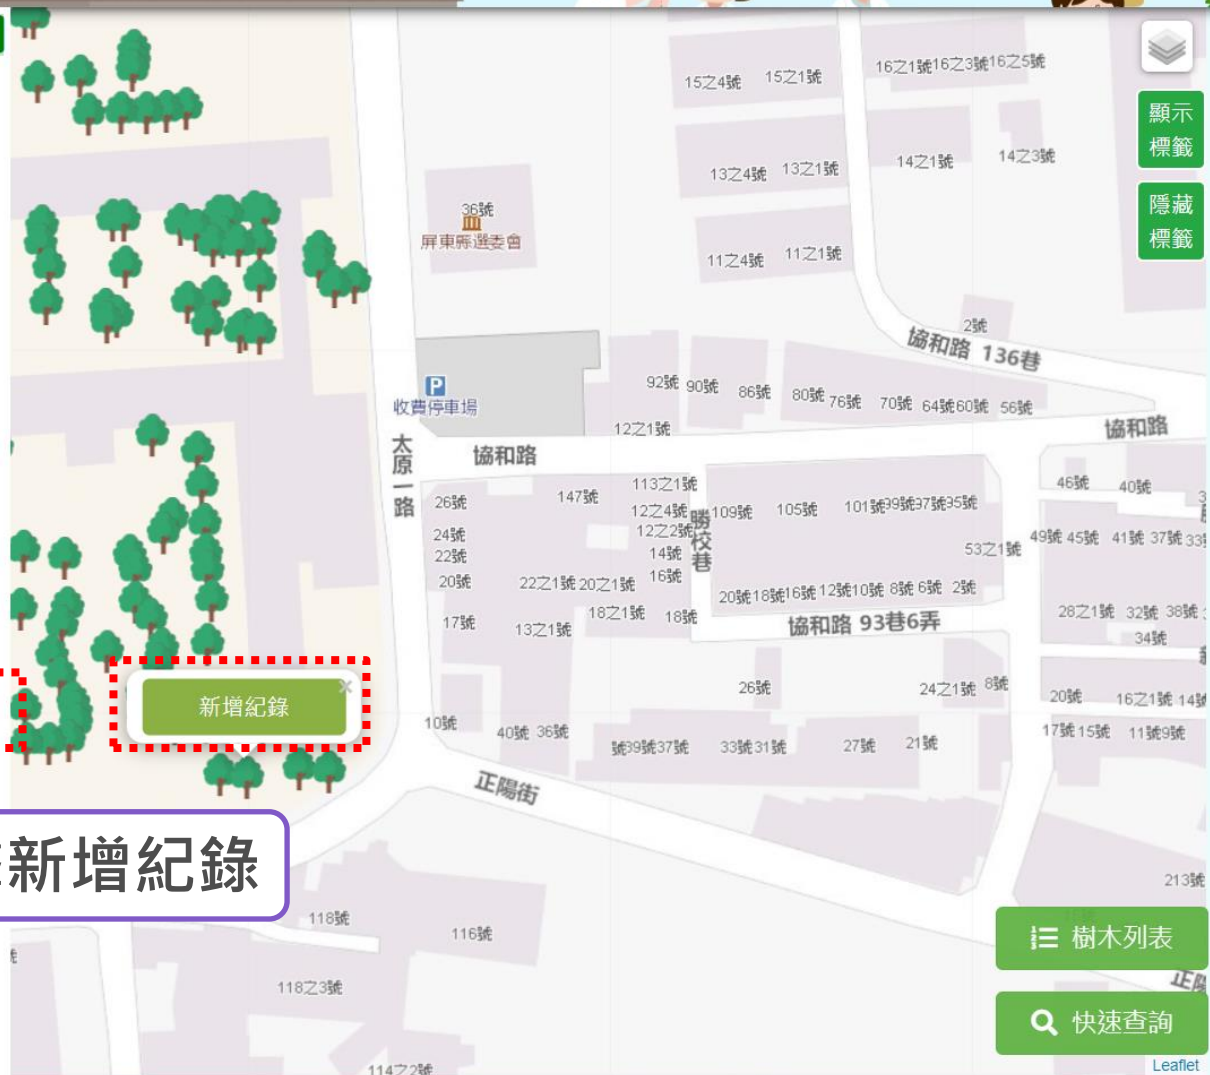 15之4號 15之1號 16之1號16之3號16之5號
顯示
標籤
13之4號 13之1號 14之1號 14之3號
隱藏
標籤
36號
屏東縣選委會
11之4號 11之1號
2號
協和路 136巷
P
收費停車場
92號 90號 86號 80號 76號 70號 64號60號 56號
12之1號
協和路
太原一路
協和路
26號 147號 113之1號
12之4號 109號 105號 101號99號97號95號
46號 40號
勝校巷
24號 12之2號
22號 14號 53之1號
49號 45號 41號 37號
20號 22之1號 20之1號 16號
20號18號16號 12號10號 8號 6號 2號
17號 13之1號 18之1號 18號
協和路 93巷6弄
28之1號 32號 38號
34號
新增紀錄
×
26號 24之1號 8號
20號 16之1號 14號
10號 40號 36號 號39號37號 33號31號 27號 21號
17號15號 11號9號
正陽街
新增紀錄
213號
118號 116號
樹木列表
118之3號
快速查詢
114之2號
Leaflet